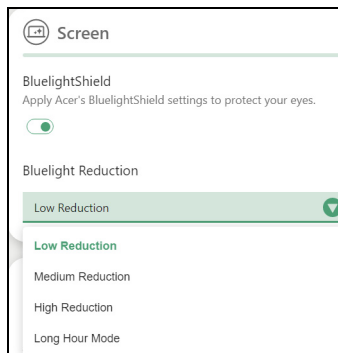 Screen
BluelightShield
Apply Acer's BluelightShield settings to protect your eyes.
Bluelight Reduction
Low Reduction
Low Reduction
Medium Reduction
High Reduction
Long Hour Mode